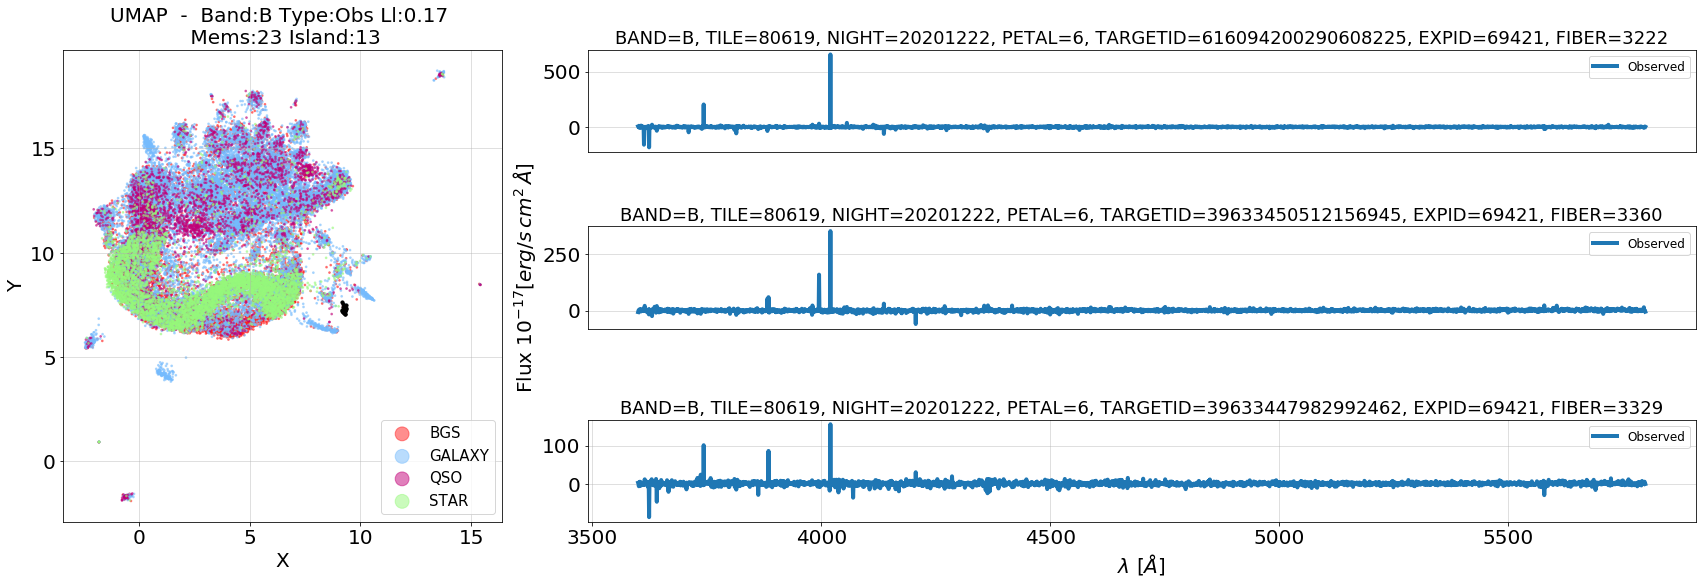 UMAP  -  Band:B Type:Obs Ll:0.17
Mems:23 Island:13
Y
15
10
5
0
0
5
10
15
X
BGS
GALAXY
QSO
STAR
Flux 10^{-17}[erg/s cm^2 Å]
BAND=B, TILE=80619, NIGHT=20201222, PETAL=6, TARGETID=616094200290608225, EXPID=69421, FIBER=3222
500
0
Observed
BAND=B, TILE=80619, NIGHT=20201222, PETAL=6, TARGETID=39633450512156945, EXPID=69421, FIBER=3360
250
0
Observed
BAND=B, TILE=80619, NIGHT=20201222, PETAL=6, TARGETID=39633447982992462, EXPID=69421, FIBER=3329
100
0
Observed
3500
4000
4500
5000
5500
λ [Å]